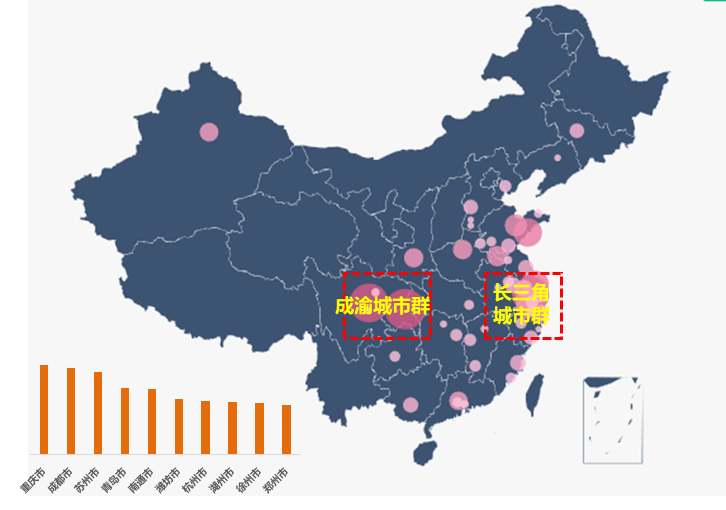 成渝城市群
长三角
城市群
重庆市
成都市
苏州市
青岛市
南通市
潍坊市
杭州市
湖州市
徐州市
郑州市